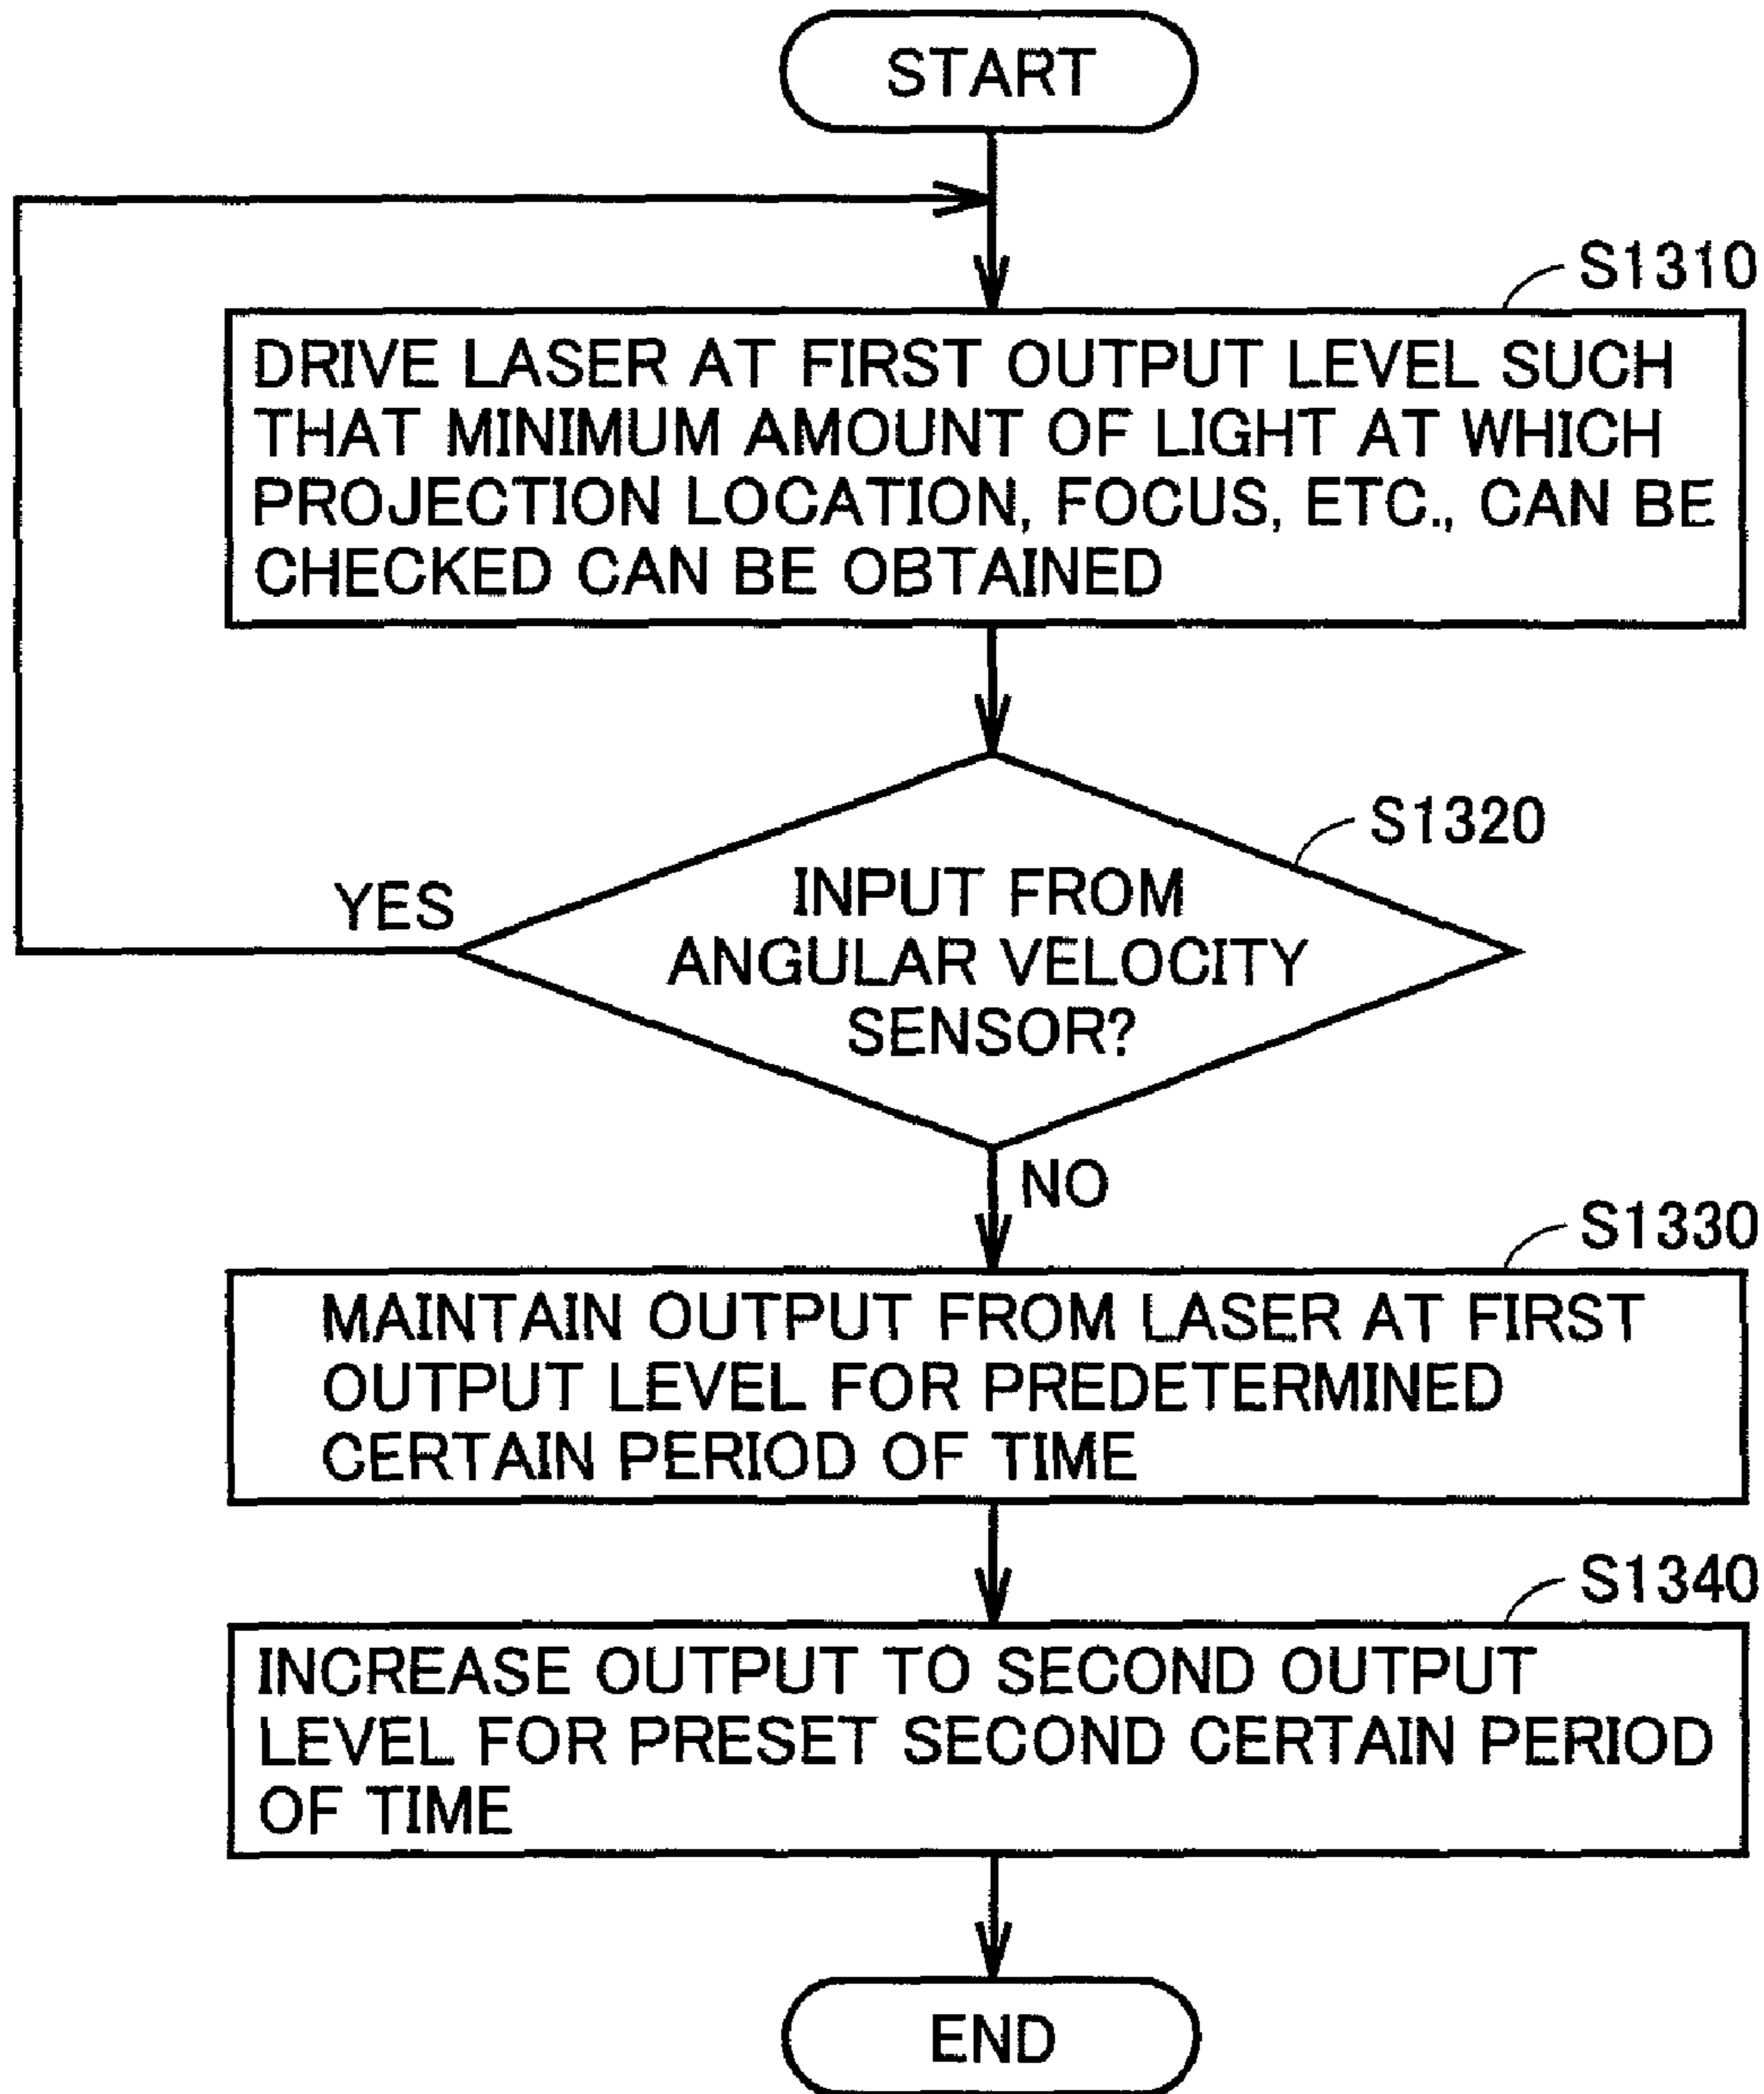 START
S1310
DRIVE LASER AT FIRST OUTPUT LEVEL SUCH
THAT MINIMUM AMOUNT OF LIGHT AT WHICH
PROJECTION LOCATION, FOCUS, ETC., CAN BE
CHECKED CAN BE OBTAINED
S1320
INPUT FROM
ANGULAR VELOCITY
SENSOR?
YES
NO
S1330
MAINTAIN OUTPUT FROM LASER AT FIRST
OUTPUT LEVEL FOR PREDETERMINED
CERTAIN PERIOD OF TIME
S1340
INCREASE OUTPUT TO SECOND OUTPUT
LEVEL FOR PRESET SECOND CERTAIN PERIOD
OF TIME
END